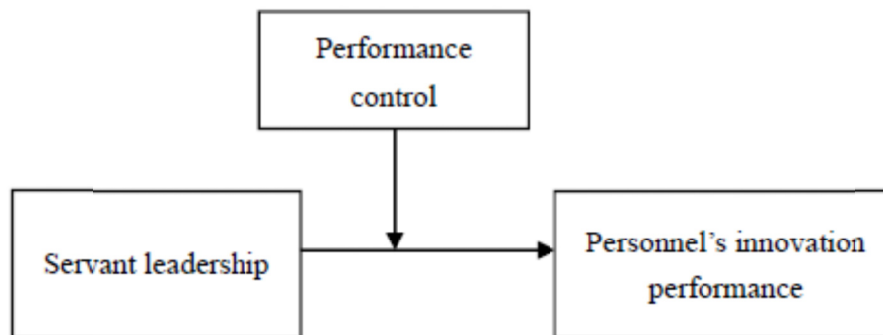 Performance
control
Servant leadership
Personnel's innovation
performance